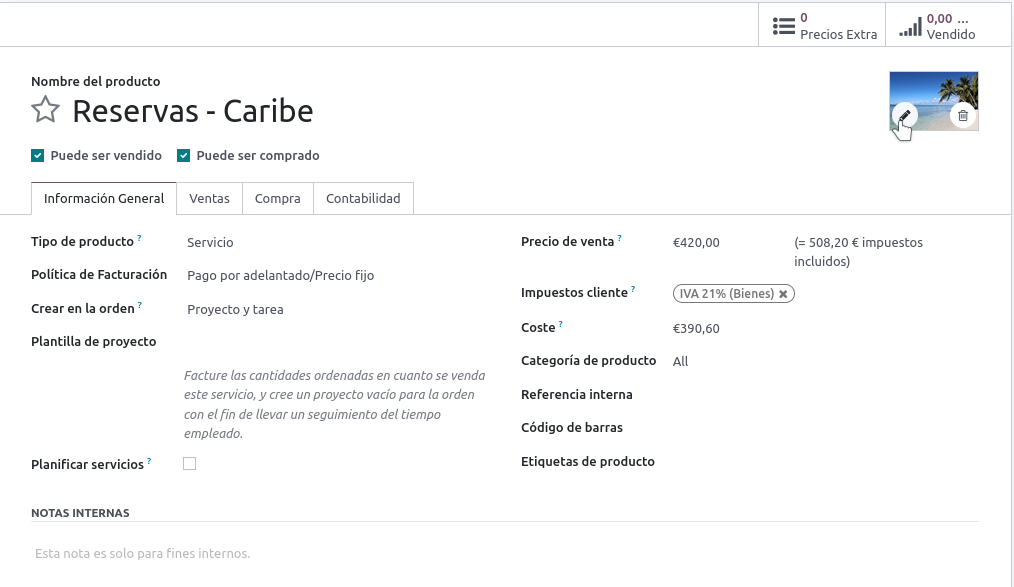 0
Precios Extra
0,00 ...
Vendido
Nombre del producto
Reservas - Caribe
Puede ser vendido Puede ser comprado
Información General Ventas Compra Contabilidad
Tipo de producto ? Servicio
Política de Facturación Pago por adelantado/Precio fijo
Crear en la orden ? Proyecto y tarea
Plantilla de proyecto
Facture las cantidades ordenadas en cuanto se venda
este servicio, y cree un proyecto vacío para la orden
con el fin de llevar un seguimiento del tiempo
empleado.
Planificar servicios ?
Precio de venta ? €420,00 (= 508,20 € impuestos
incluidos)
Impuestos cliente ? IVA 21% (Bienes) ×
Coste ? €390,60
Categoría de producto All
Referencia interna
Código de barras
Etiquetas de producto
NOTAS INTERNAS
Esta nota es solo para fines internos.